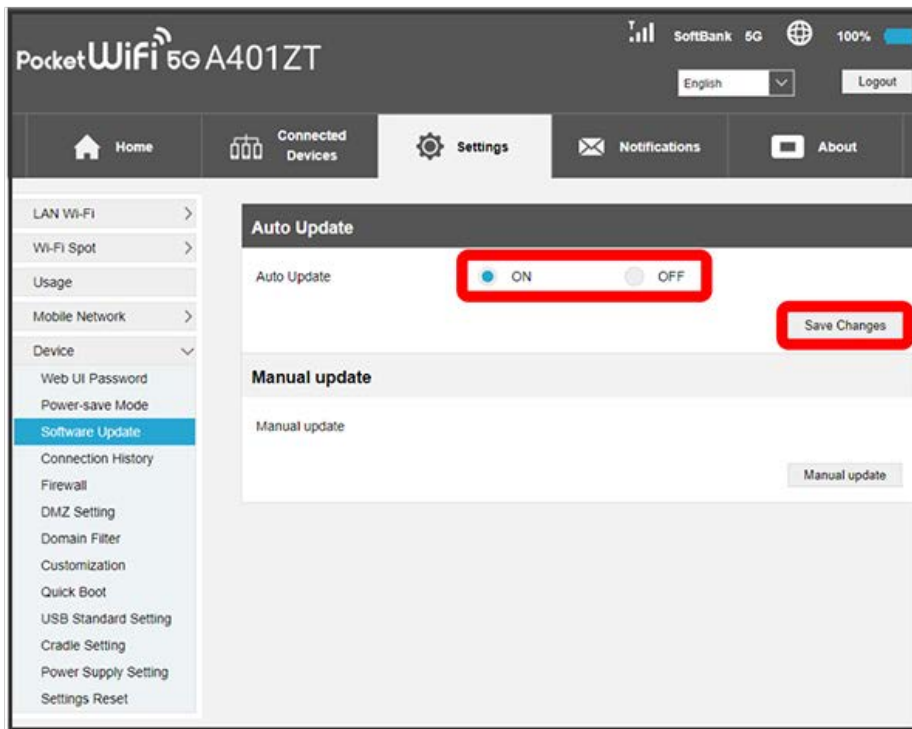 PocketWiFi 5G A401ZT
SoftBank 5G 100%
English
Logout
Home
Connected
Devices
Settings
Notifications
About
LAN Wi-Fi
Wi-Fi Spot
Usage
Mobile Network
Device
Web UI Password
Power-save Mode
Software Update
Connection History
Firewall
DMZ Setting
Domain Filter
Customization
Quick Boot
USB Standard Setting
Cradle Setting
Power Supply Setting
Settings Reset
Auto Update
Auto Update ON OFF
Save Changes
Manual update
Manual update
Manual update